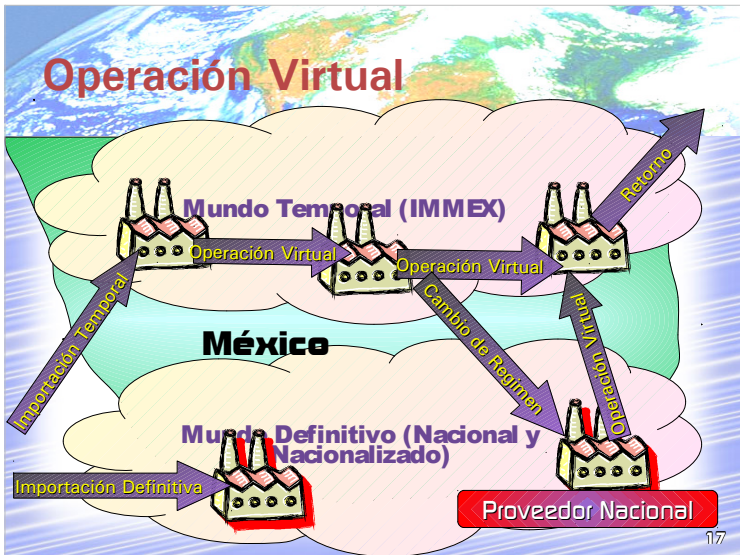 Operación Virtual
Mundo Temporal (IMMEX)
Retorno
Operación Virtual
Operación Virtual
Importación Temporal
Cambio de Regimen
Operación Virtual
México
Mundo Definitivo (Nacional y
Nacionalizado)
Importación Definitiva
Proveedor Nacional
17